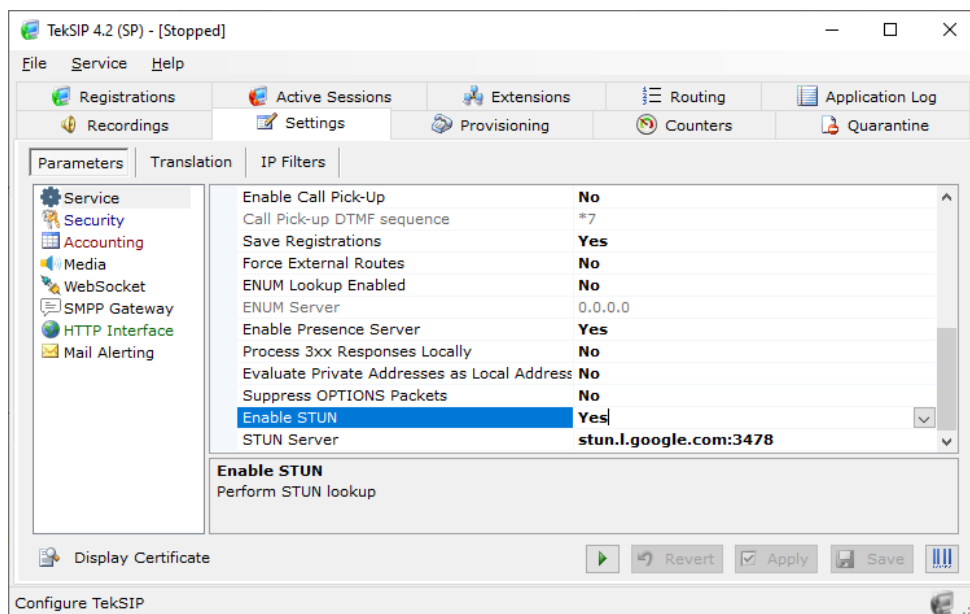 TekSIP 4.2 (SP) - [Stopped]
File Service Help
Registrations Active Sessions Extensions Routing Application Log
Recordings Settings Provisioning Counters Quarantine
Parameters Translation IP Filters
Service
Security
Accounting
Media
WebSocket
SMPP Gateway
HTTP Interface
Mail Alerting
Enable Call Pick-Up No
Call Pick-up DTMF sequence *7
Save Registrations Yes
Force External Routes No
ENUM Lookup Enabled No
ENUM Server 0.0.0.0
Enable Presence Server Yes
Process 3xx Responses Locally No
Evaluate Private Addresses as Local Address No
Suppress OPTIONS Packets No
Enable STUN Yes
STUN Server stun.l.google.com:3478
Enable STUN
Perform STUN lookup
Display Certificate Revert Apply Save
Configure TekSIP